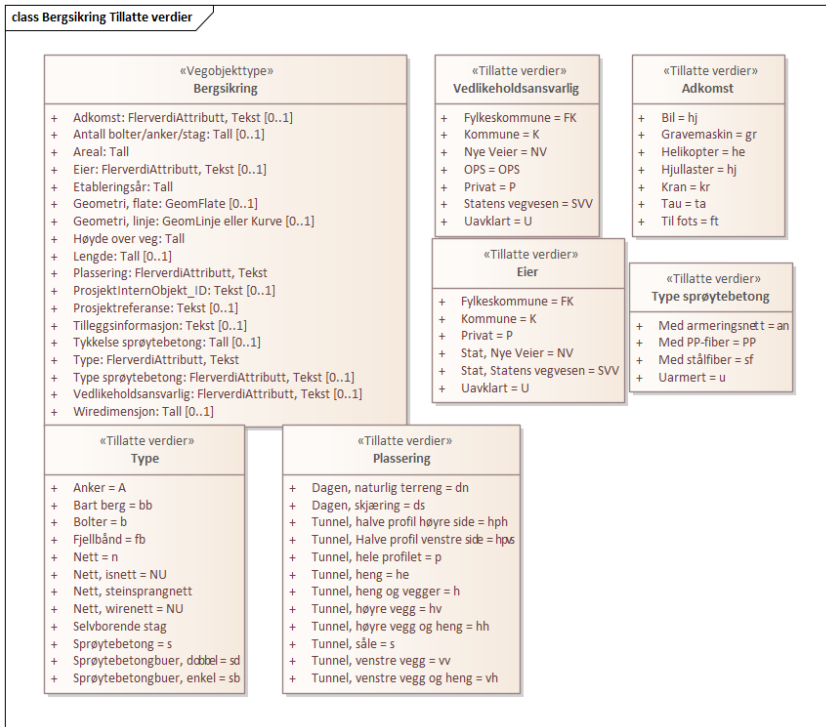 class Bergsikring Tillatte verdier
«Vegobjekttype»
Bergsikring
+ Adkomst: FlerverdiAttributt, Tekst [0..1]
+ Antall bolter/anker/stag: Tall [0..1]
+ Areal: Tall
+ Eier: FlerverdiAttributt, Tekst [0..1]
+ Etableringsår: Tall
+ Geometri, flate: GeomFlate [0..1]
+ Geometri, linje: GeomLinje eller Kurve [0..1]
+ Høyde over veg: Tall
+ Lengde: Tall [0..1]
+ Plassering: FlerverdiAttributt, Tekst
+ ProsjektInternObjekt_ID: Tekst [0..1]
+ Prosjektreferanse: Tekst [0..1]
+ Tilleggsinformasjon: Tekst [0..1]
+ Tykkelse sprøytebetong: Tall [0..1]
+ Type: FlerverdiAttributt, Tekst
+ Type sprøytebetong: FlerverdiAttributt, Tekst [0..1]
+ Vedlikeholdsansvarlig: FlerverdiAttributt, Tekst [0..1]
+ Wiredimensjon: Tall [0..1]
«Tillatte verdier»
Vedlikeholdsansvarlig
+ Fylkeskommune = FK
+ Kommune = K
+ Nye Veier = NV
+ OPS = OPS
+ Privat = P
+ Statens vegvesen = SVV
+ Uavklart = U
«Tillatte verdier»
Adkomst
+ Bil = hj
+ Gravemaskin = gr
+ Helikopter = he
+ Hjullaster = hj
+ Kran = kr
+ Tau = ta
+ Til fots = ft
«Tillatte verdier»
Eier
+ Fylkeskommune = FK
+ Kommune = K
+ Privat = P
+ Stat, Nye Veier = NV
+ Stat, Statens vegvesen = SVV
+ Uavklart = U
«Tillatte verdier»
Type sprøytebetong
+ Med armeringsnett = an
+ Med PP-fiber = PP
+ Med stålfiber = sf
+ Uarmert = u
«Tillatte verdier»
Type
+ Anker = A
+ Bart berg = bb
+ Bolter = b
+ Fjellbånd = fb
+ Nett = n
+ Nett, isnett = NU
+ Nett, steinsprangnett
+ Nett, wirenett = NU
+ Selvborende stag
+ Sprøytebetong = s
+ Sprøytebetongbuer, dobbel = sd
+ Sprøytebetongbuer, enkel = sb
«Tillatte verdier»
Plassering
+ Dagen, naturlig terreng = dn
+ Dagen, skjæring = ds
+ Tunnel, halve profil høyre side = hph
+ Tunnel, Halve profil venstre side = hpvs
+ Tunnel, hele profilet = p
+ Tunnel, heng = he
+ Tunnel, heng og vegger = h
+ Tunnel, høyre vegg = hv
+ Tunnel, høyre vegg og heng = hh
+ Tunnel, såle = s
+ Tunnel, venstre vegg = vv
+ Tunnel, venstre vegg og heng = vh